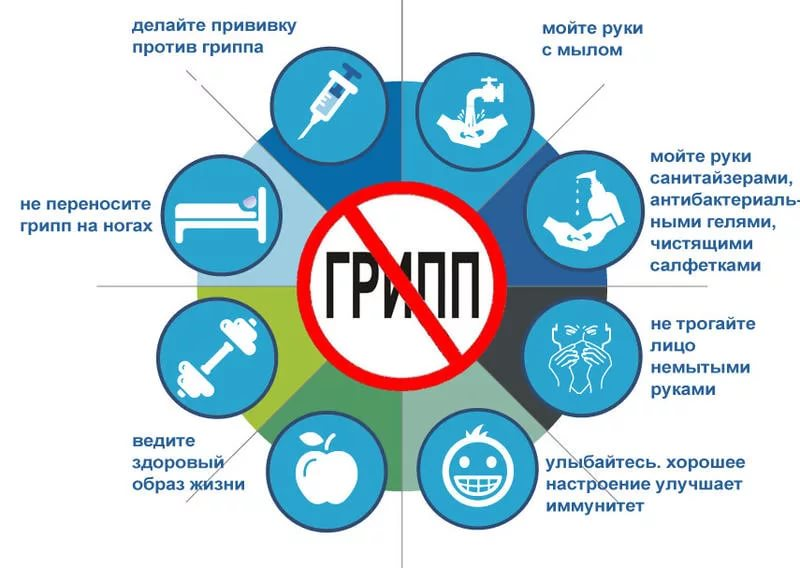 делайте прививку
против гриппа
мойте руки
с мылом
мойте руки
санитайзерами,
антибактериаль-
ными гелями,
чистящими
салфетками
не трогайте
лицо
немытыми
руками
улыбайтесь. хорошее
настроение улучшает
иммунитет
ведите
здоровый
образ жизни
не переносите
грипп на ногах
ГРИПП